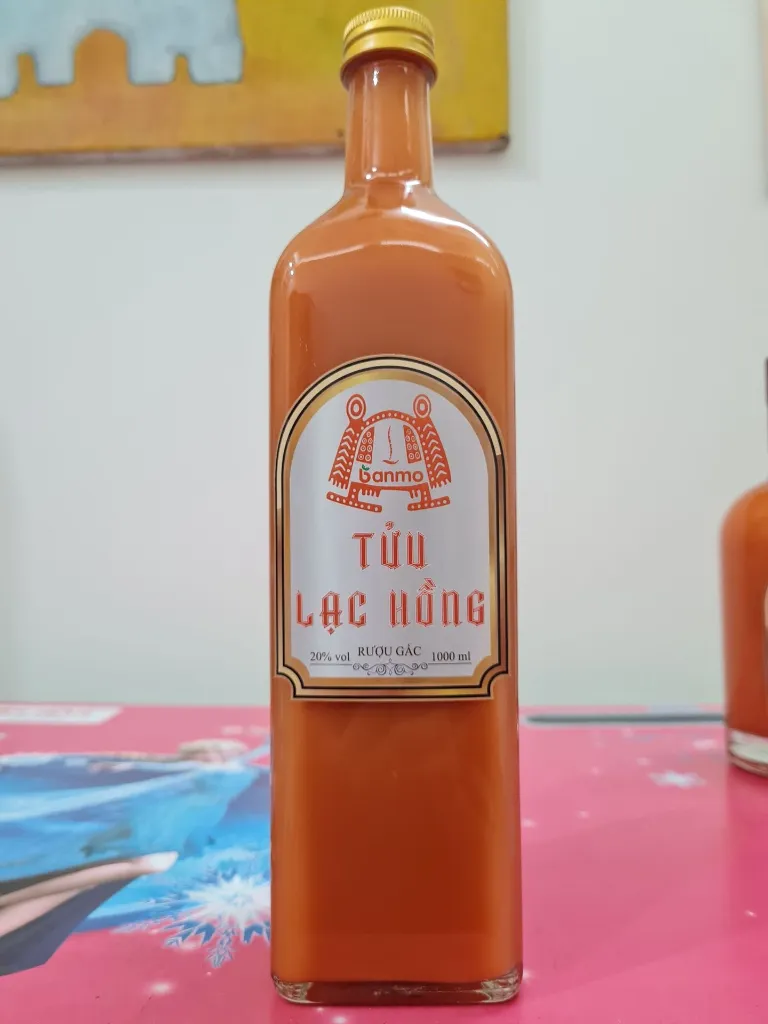 banmo
TỬU
LẠC HỒNG
20% vol RƯỢU GẤC 1000 ml